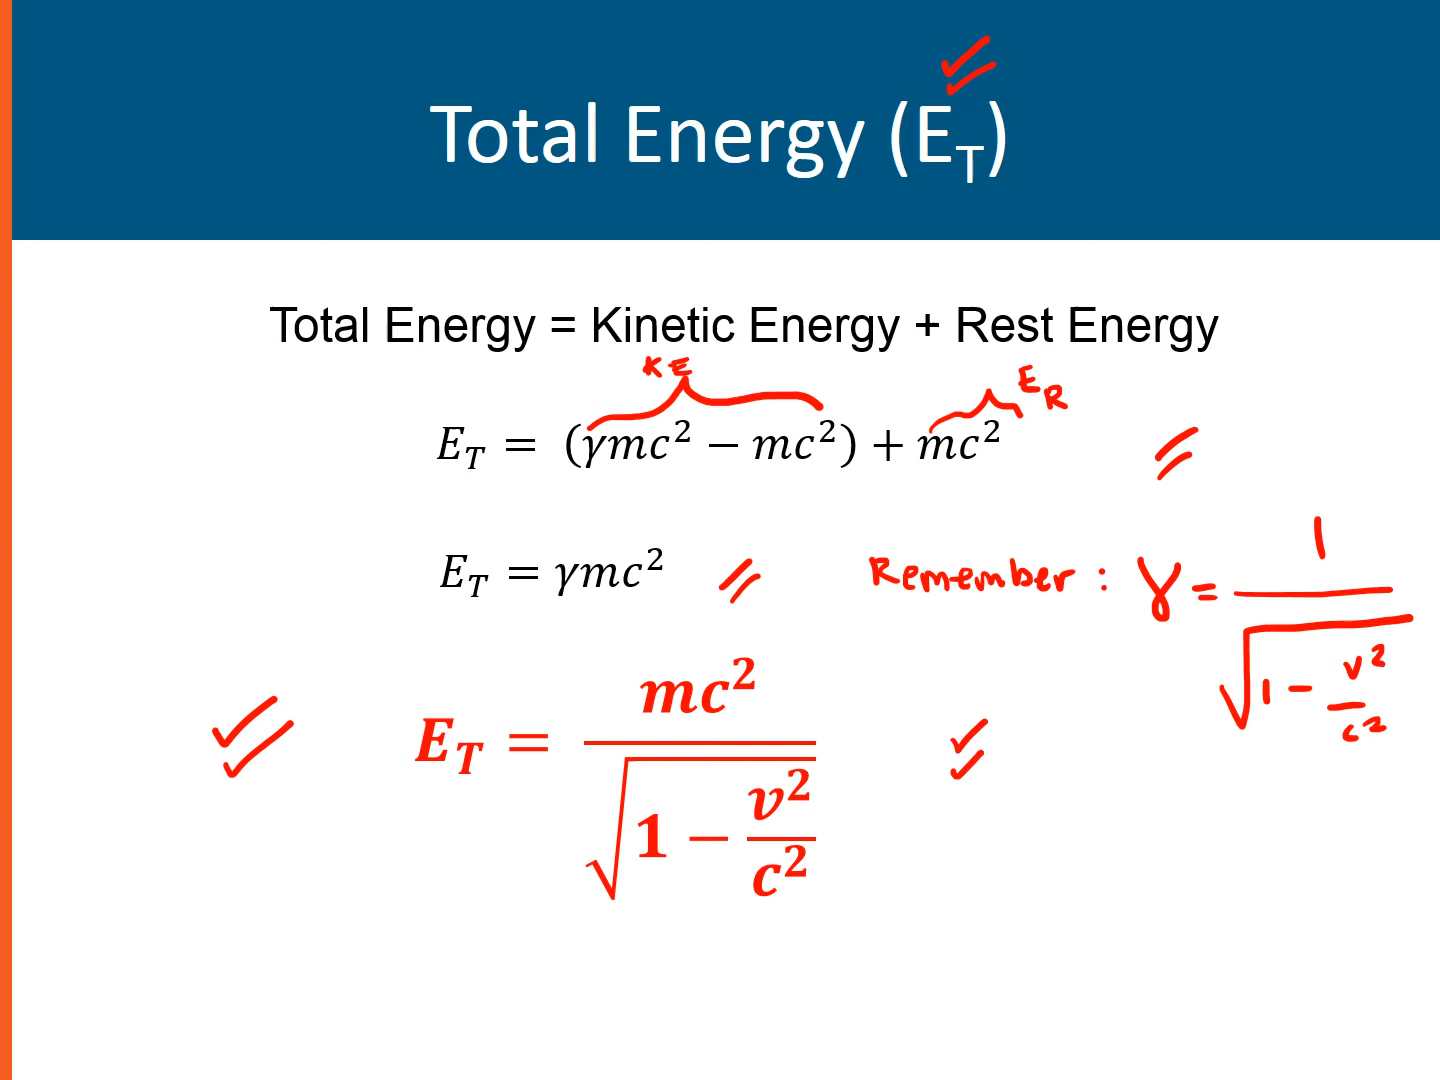 Total Energy (E_T)
Total Energy = Kinetic Energy + Rest Energy
KE
E_R
E_T = (γmc² − mc²) + mc²
E_T = γmc²
Remember : γ = 1 / √(1 − v²/c²)
E_T = mc² / √(1 − v²/c²)